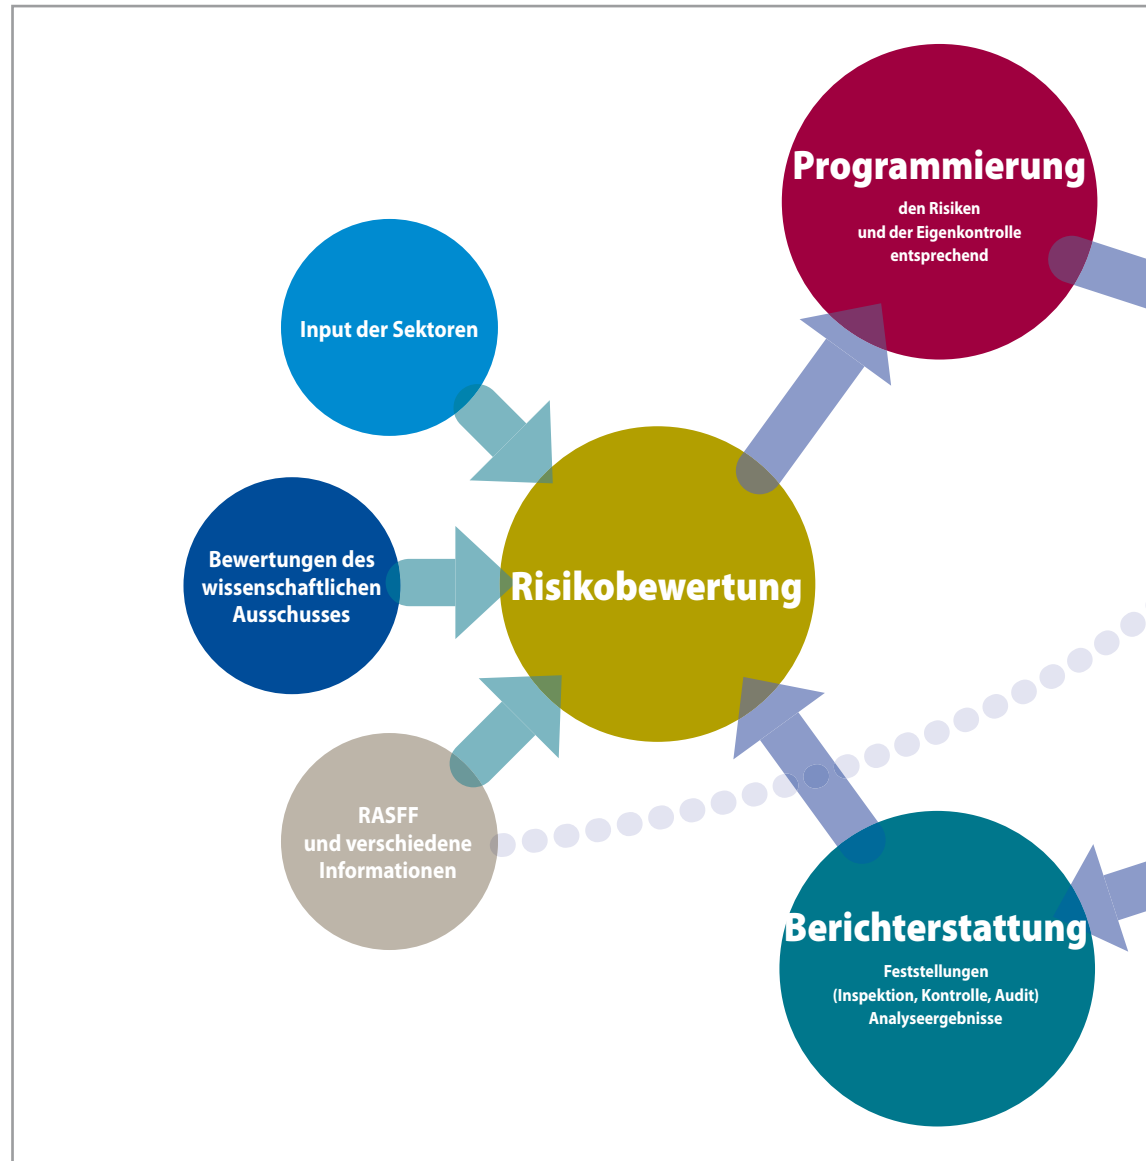 Programmierung
den Risiken
und der Eigenkontrolle
entsprechend
Input der Sektoren
Bewertungen des
wissenschaftlichen
Ausschusses
Risikobewertung
RASFF
und verschiedene
Informationen
Berichterstattung
Feststellungen
(Inspektion, Kontrolle, Audit)
Analyseergebnisse